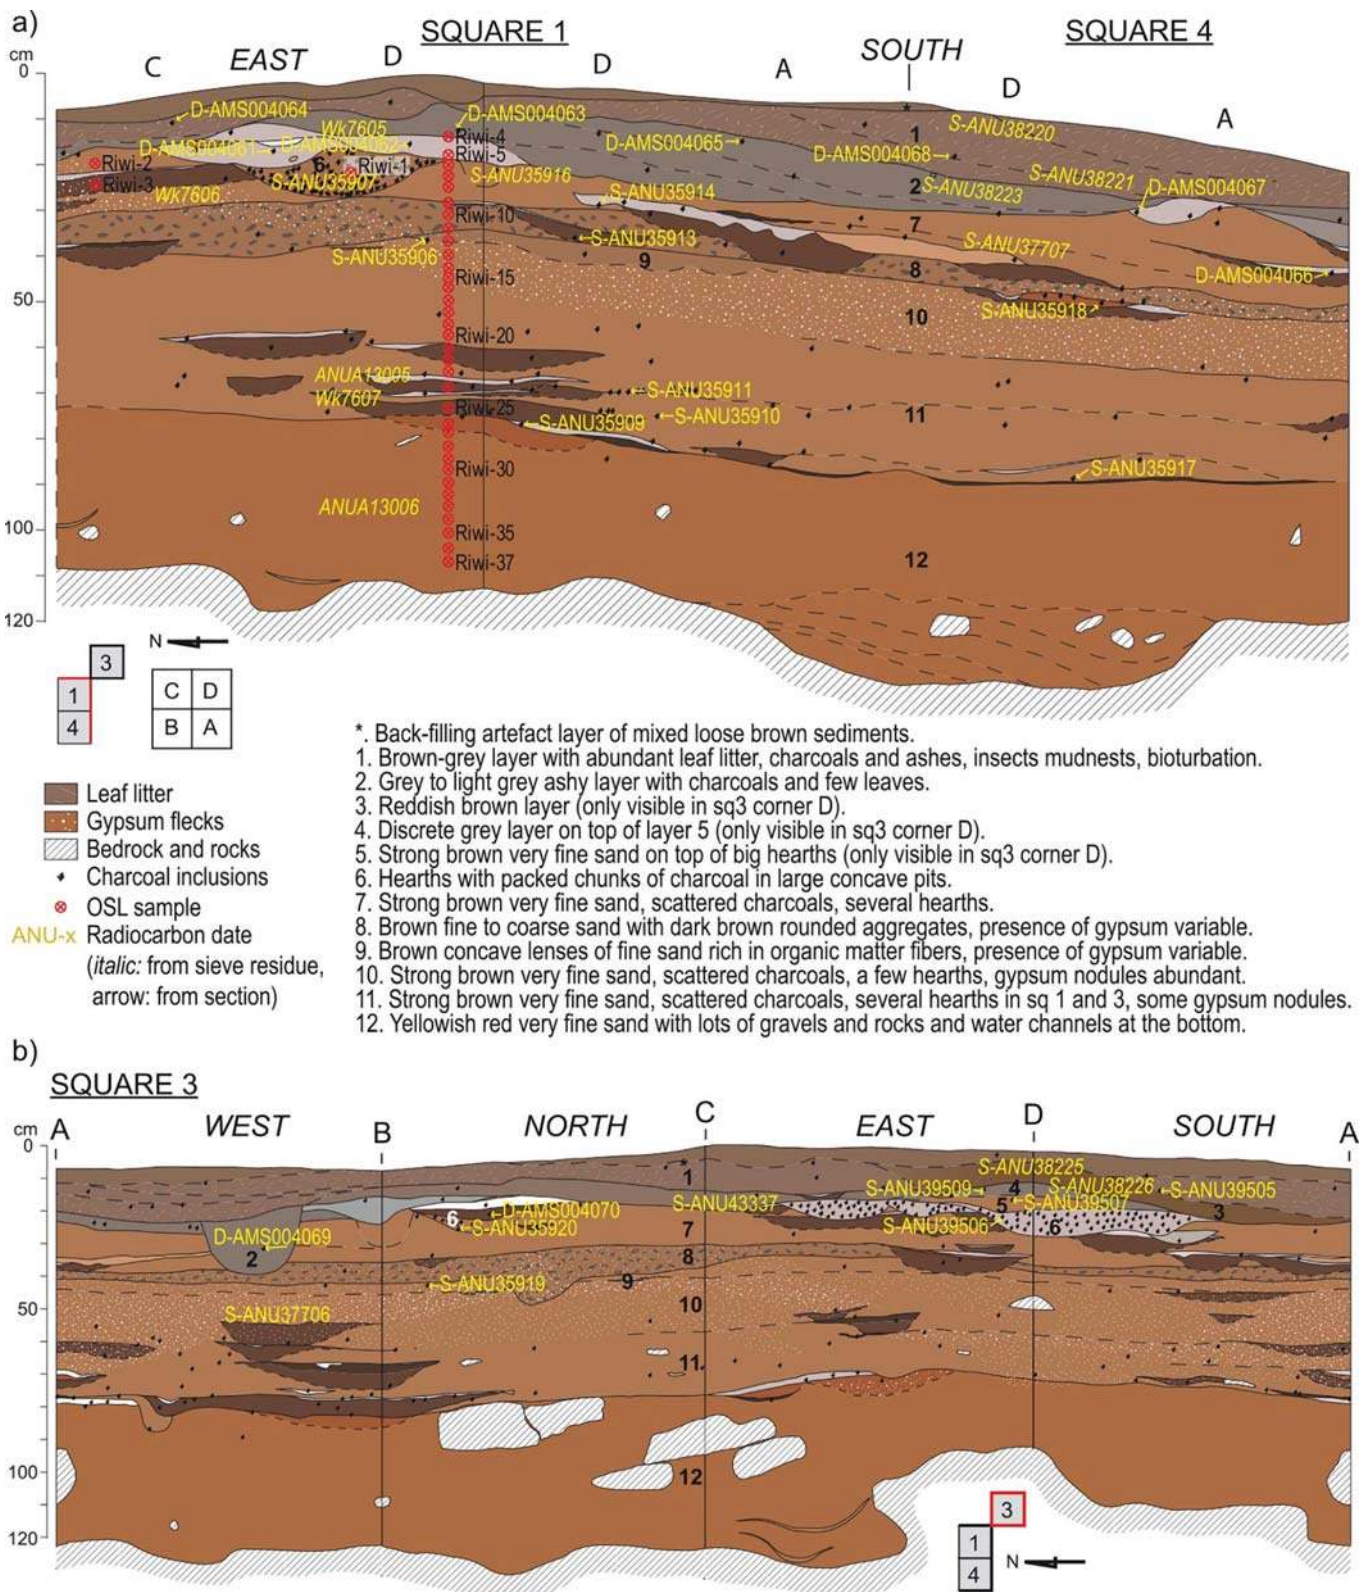 a)
SQUARE 1
SQUARE 4
cm
EAST
SOUTH
C
D
D
A
D
A
0
50
100
120
D-AMS004064
D-AMS004063
Wk7605
Riwi-4
1
S-ANU38220
D-AMS004061
D-AMS004062
Riwi-5
D-AMS004065
D-AMS004068
Riwi-2
6
Riwi-1
Riwi-3
S-ANU35907
S-ANU35916
2
S-ANU38221
S-ANU38223
D-AMS004067
Wk7606
S-ANU35914
Riwi-10
7
S-ANU35906
S-ANU35913
S-ANU37707
9
8
D-AMS004066
Riwi-15
10
S-ANU35918
Riwi-20
ANUA13005
Wk7607
S-ANU35911
Riwi-25
S-ANU35910
S-ANU35909
11
Riwi-30
S-ANU35917
ANUA13006
Riwi-35
Riwi-37
12
N
3
1
4
C D
B A
Leaf litter
Gypsum flecks
Bedrock and rocks
Charcoal inclusions
OSL sample
ANU-x Radiocarbon date
(italic: from sieve residue,
arrow: from section)
*. Back-filling artefact layer of mixed loose brown sediments.
1. Brown-grey layer with abundant leaf litter, charcoals and ashes, insects mudnests, bioturbation.
2. Grey to light grey ashy layer with charcoals and few leaves.
3. Reddish brown layer (only visible in sq3 corner D).
4. Discrete grey layer on top of layer 5 (only visible in sq3 corner D).
5. Strong brown very fine sand on top of big hearths (only visible in sq3 corner D).
6. Hearths with packed chunks of charcoal in large concave pits.
7. Strong brown very fine sand, scattered charcoals, several hearths.
8. Brown fine to coarse sand with dark brown rounded aggregates, presence of gypsum variable.
9. Brown concave lenses of fine sand rich in organic matter fibers, presence of gypsum variable.
10. Strong brown very fine sand, scattered charcoals, a few hearths, gypsum nodules abundant.
11. Strong brown very fine sand, scattered charcoals, several hearths in sq 1 and 3, some gypsum nodules.
12. Yellowish red very fine sand with lots of gravels and rocks and water channels at the bottom.
b)
SQUARE 3
cm
A
WEST
B
NORTH
C
EAST
D
SOUTH
A
0
50
100
120
1
S-ANU38225
S-ANU39509
4
S-ANU38226
S-ANU39505
D-AMS004070
S-ANU43337
5
S-ANU39507
3
6
S-ANU35920
7
S-ANU39506
6
D-AMS004069
2
8
S-ANU35919
9
10
S-ANU37706
11
12
3
1
4
N